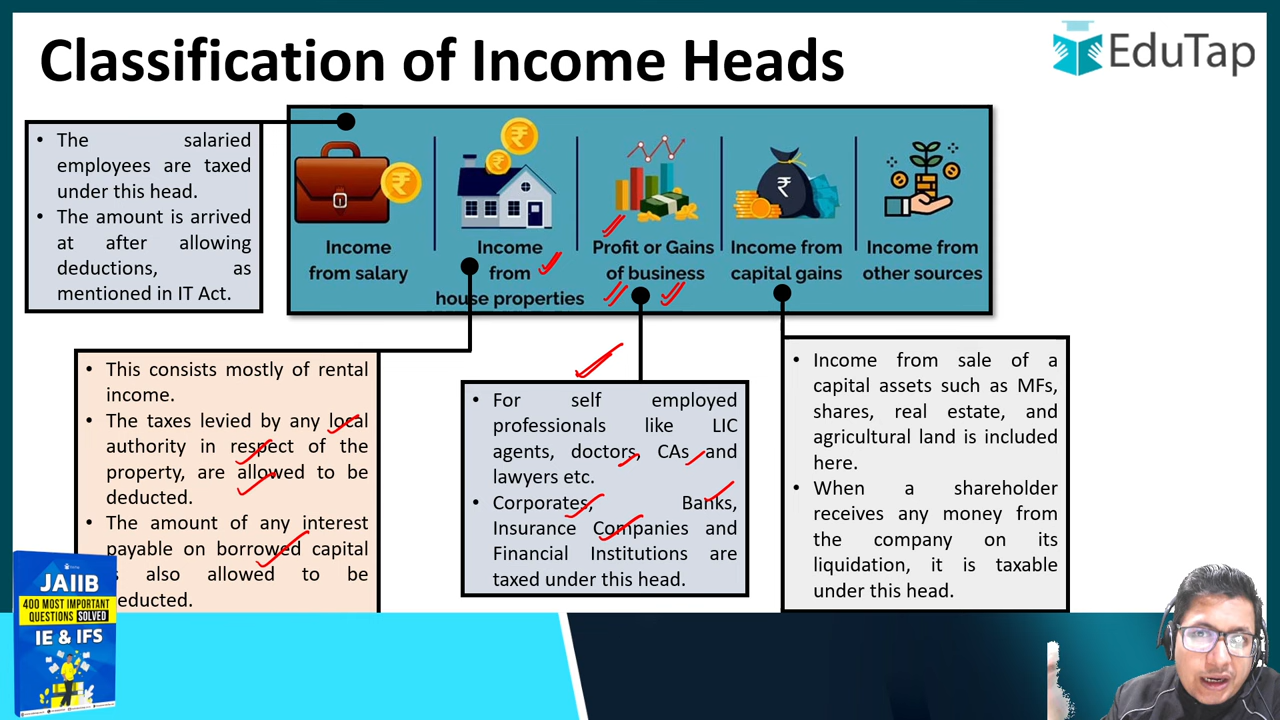 Classification of Income Heads
EduTap
• The salaried
employees are taxed
under this head.
• The amount is arrived
at after allowing
deductions, as
mentioned in IT Act.
Income
from salary
Income
from
house properties
Profit or Gains
of business
Income from
capital gains
Income from
other sources
• This consists mostly of rental
income.
• The taxes levied by any local
authority in respect of the
property, are allowed to be
deducted.
• The amount of any interest
payable on borrowed capital
also allowed to be
• For self employed
professionals like LIC
agents, doctors, CAs and
lawyers etc.
• Corporates, Banks,
Insurance Companies and
Financial Institutions are
taxed under this head.
• Income from sale of a
capital assets such as MFs,
shares, real estate, and
agricultural land is included
here.
• When a shareholder
receives any money from
the company on its
liquidation, it is taxable
under this head.
JAIIB
400 MOST IMPORTANT
QUESTIONS SOLVED
IE & IFS